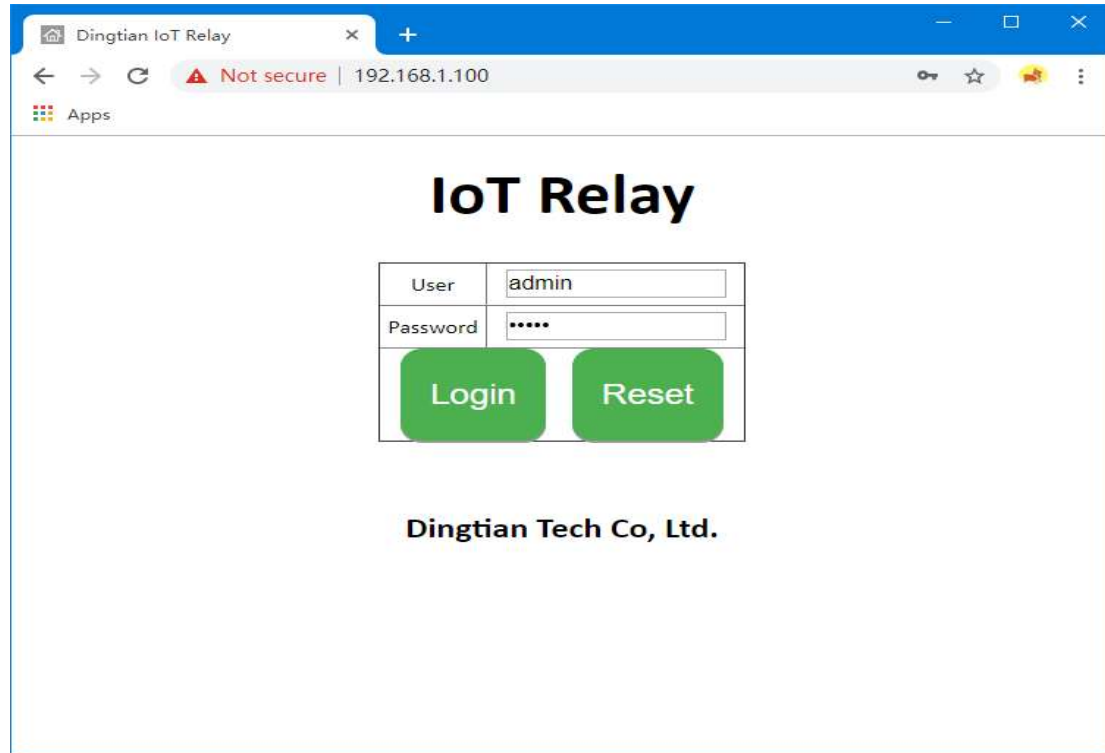 Dingtian IoT Relay
Not secure | 192.168.1.100
Apps
IoT Relay
User admin
Password •••••
Login Reset
Dingtian Tech Co, Ltd.